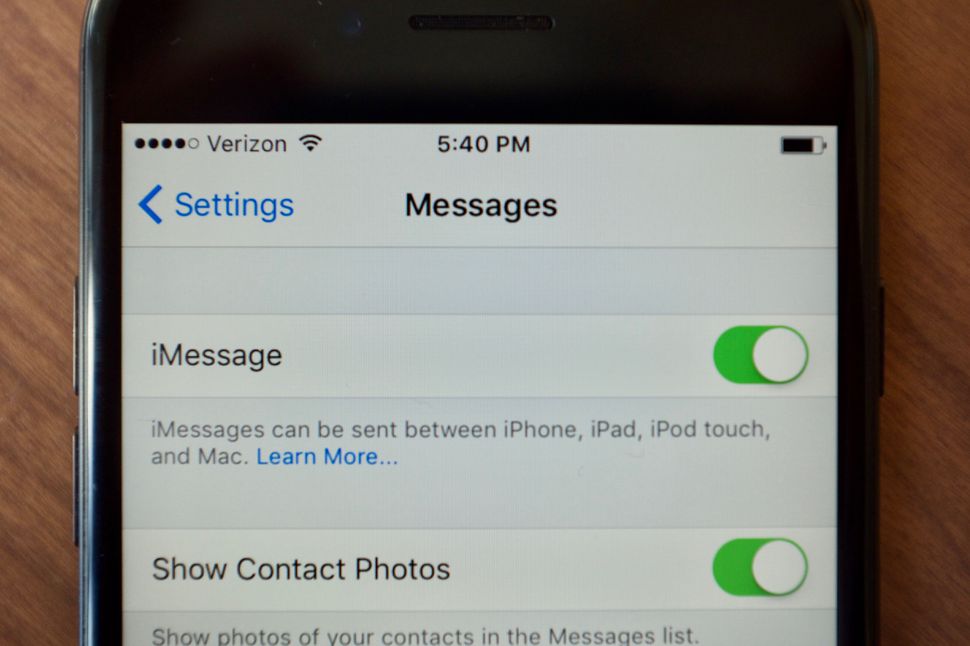 Verizon 5:40 PM
Settings Messages
iMessage
iMessages can be sent between iPhone, iPad, iPod touch,
and Mac. Learn More...
Show Contact Photos
Show photos of your contacts in the Messages list.